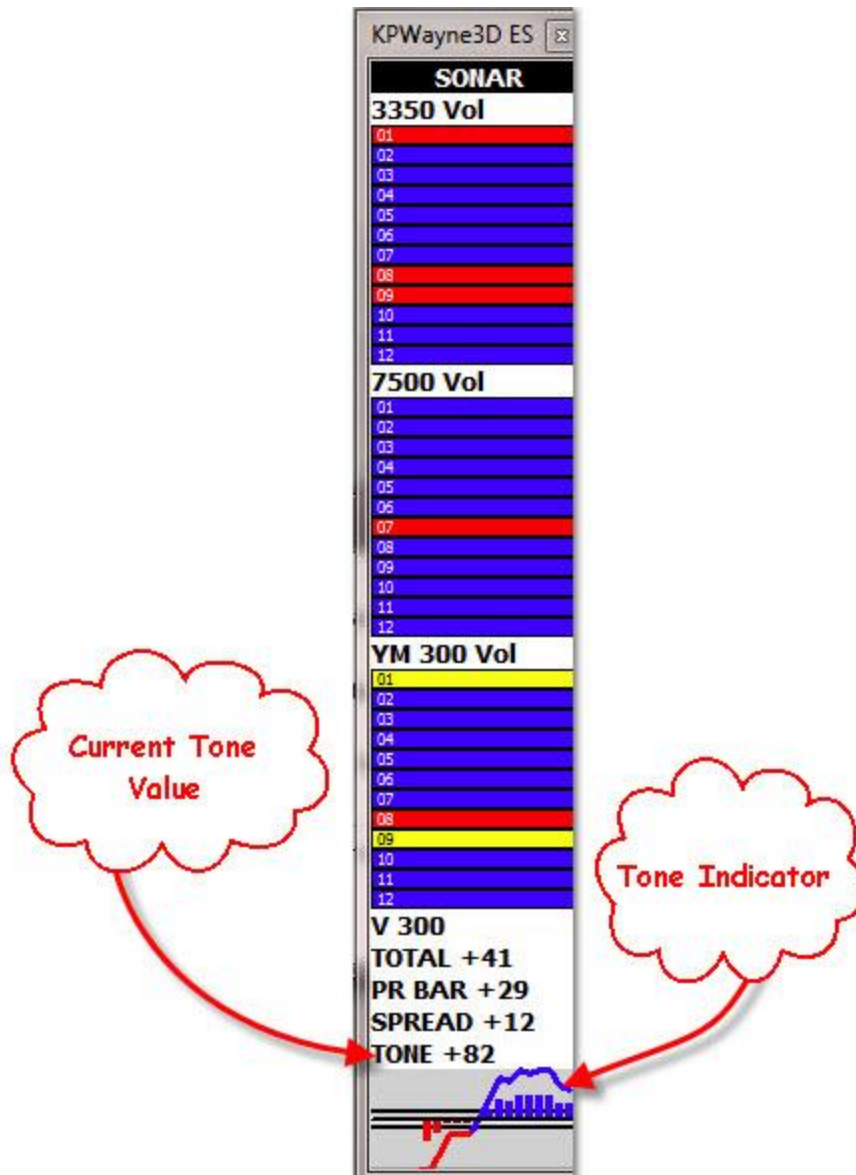 KPWayne3D ES
SONAR
3350 Vol
01
02
03
04
05
06
07
08
09
10
11
12
7500 Vol
01
02
03
04
05
06
07
08
09
10
11
12
YM 300 Vol
01
02
03
04
05
06
07
08
09
10
11
12
Current Tone
Value
Tone Indicator
V 300
TOTAL +41
PR BAR +29
SPREAD +12
TONE +82